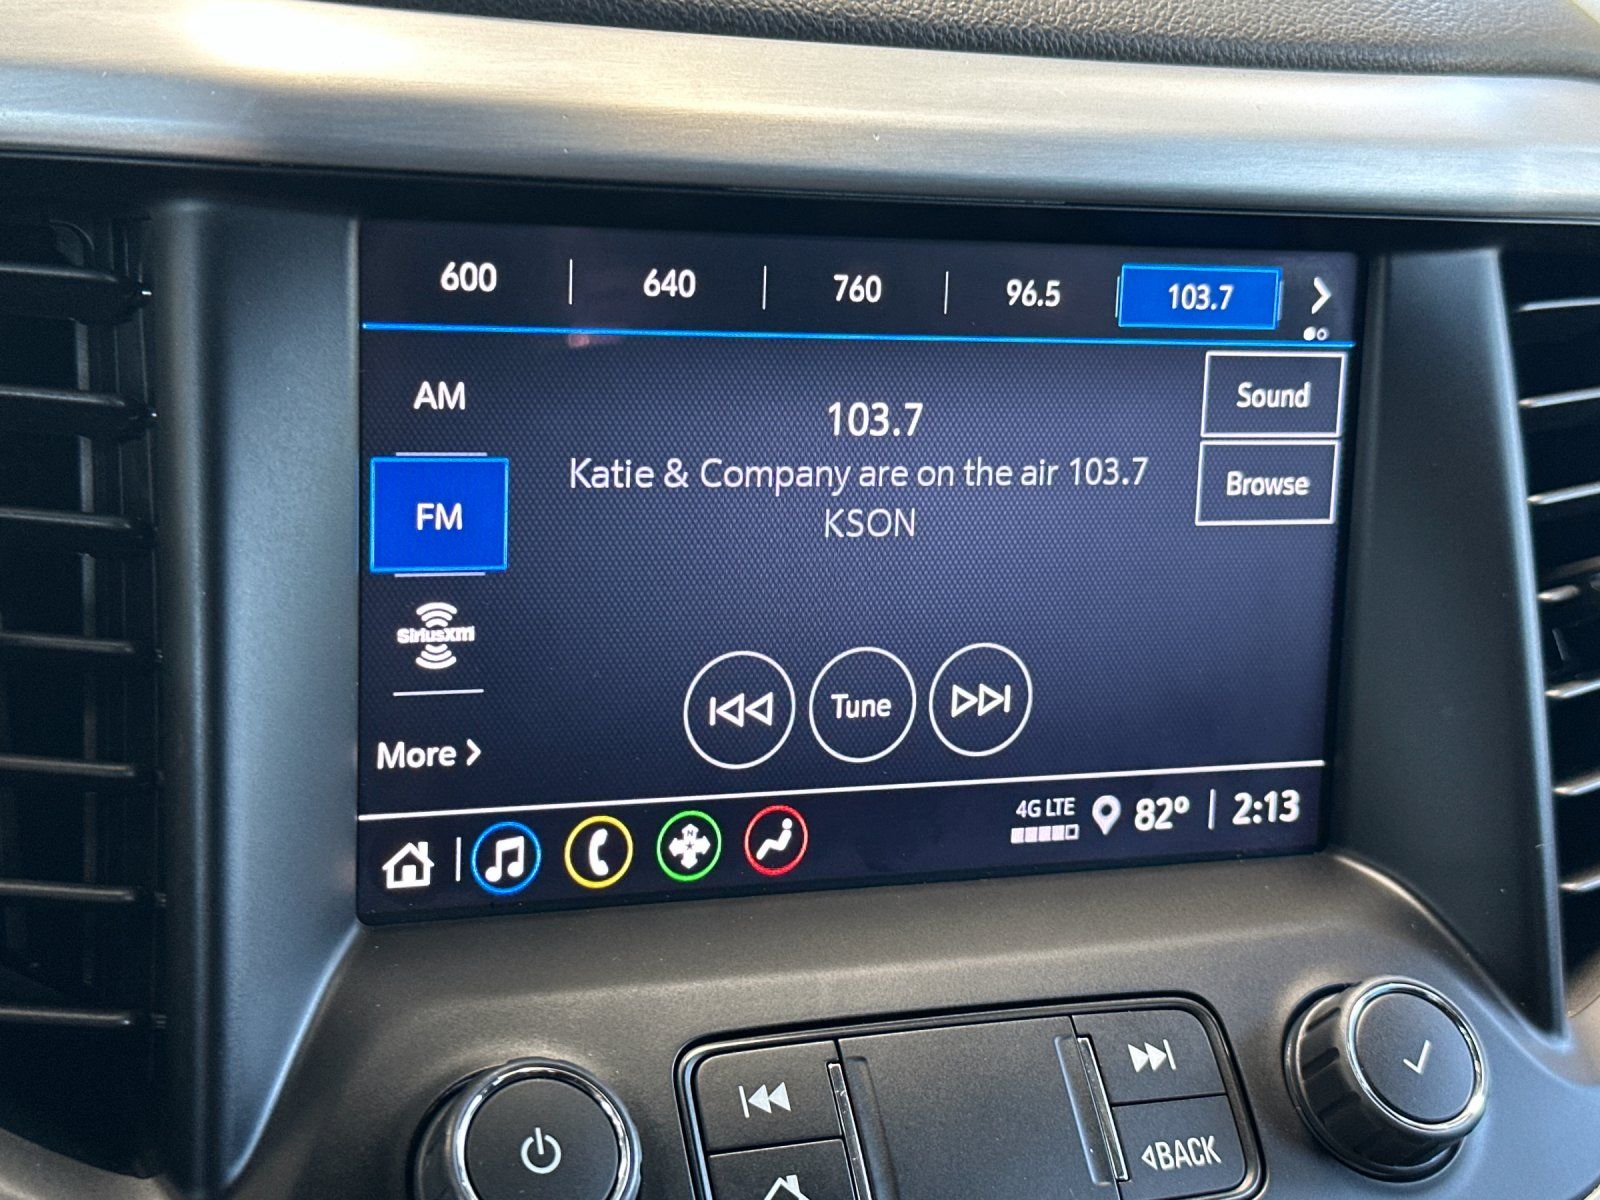 600 640 760 96.5 103.7
AM
FM
SiriusXM
More
103.7
Katie & Company are on the air 103.7
KSON
Sound
Browse
Tune
4G LTE
82° 2:13
N
BACK